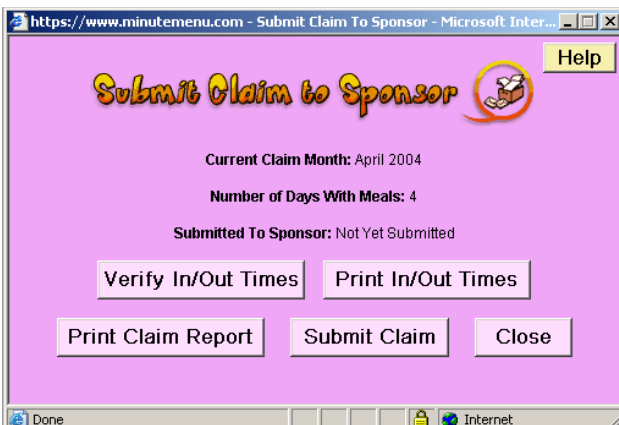 https://www.minutemenu.com - Submit Claim To Sponsor - Microsoft Inter...
Help
Submit Claim to Sponsor
Current Claim Month: April 2004
Number of Days With Meals: 4
Submitted To Sponsor: Not Yet Submitted
Verify In/Out Times Print In/Out Times
Print Claim Report Submit Claim Close
Done Internet